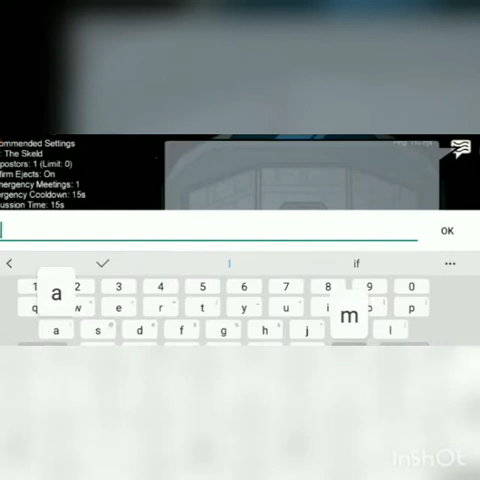 ommended Settings
: The Skeld
postors: 1 (Limit: 0)
firm Ejects: On
mergency Meetings: 1
ergency Cooldown: 15s
ussion Time: 15s
OK
I if
1 2 3 4 5 6 7 8 9 0
q w e r t y u i o p
a m
a s d f g h j l
InShOt